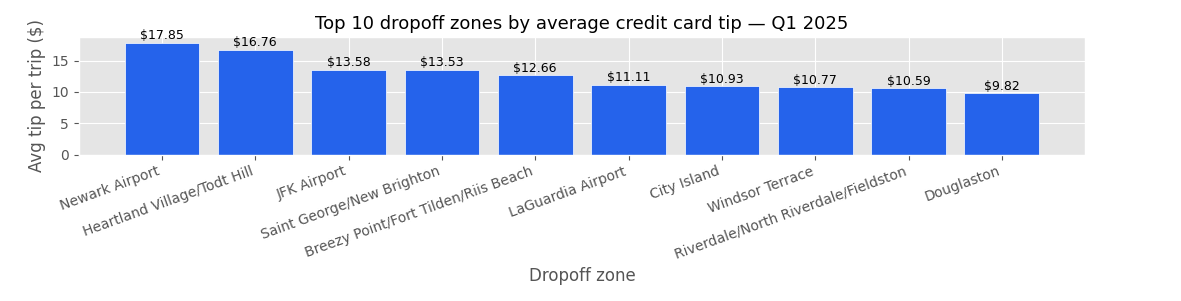 Top 10 dropoff zones by average credit card tip — Q1 2025
Avg tip per trip ($)
15
10
5
0
$17.85
$16.76
$13.58
$13.53
$12.66
$11.11
$10.93
$10.77
$10.59
$9.82
Newark Airport
Heartland Village/Todt Hill
JFK Airport
Saint George/New Brighton
Breezy Point/Fort Tilden/Riis Beach
LaGuardia Airport
City Island
Windsor Terrace
Riverdale/North Riverdale/Fieldston
Douglaston
Dropoff zone